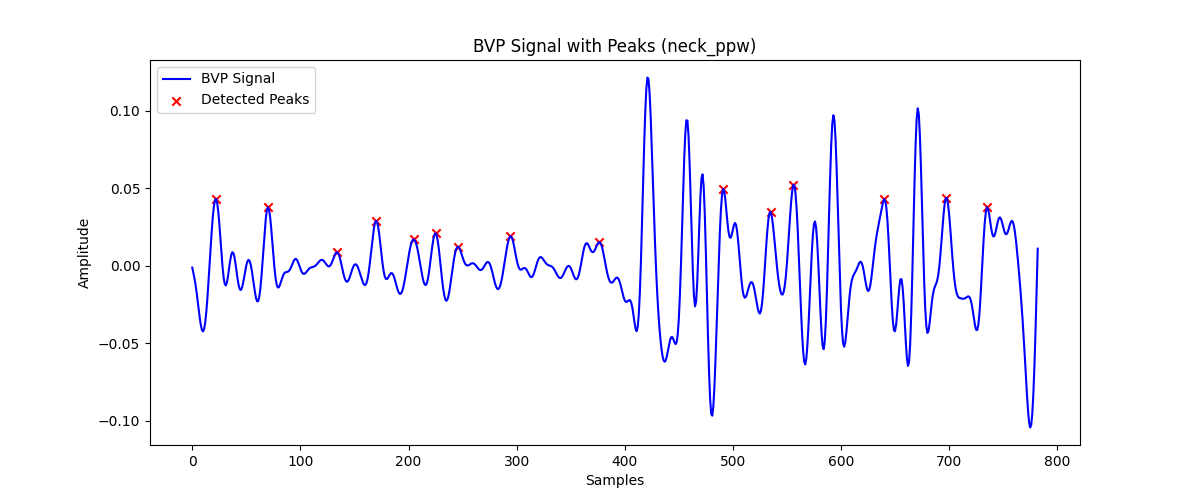 BVP Signal with Peaks (neck_ppw)
BVP Signal
Detected Peaks
Amplitude
0.10
0.05
0.00
−0.05
−0.10
0 100 200 300 400 500 600 700 800
Samples